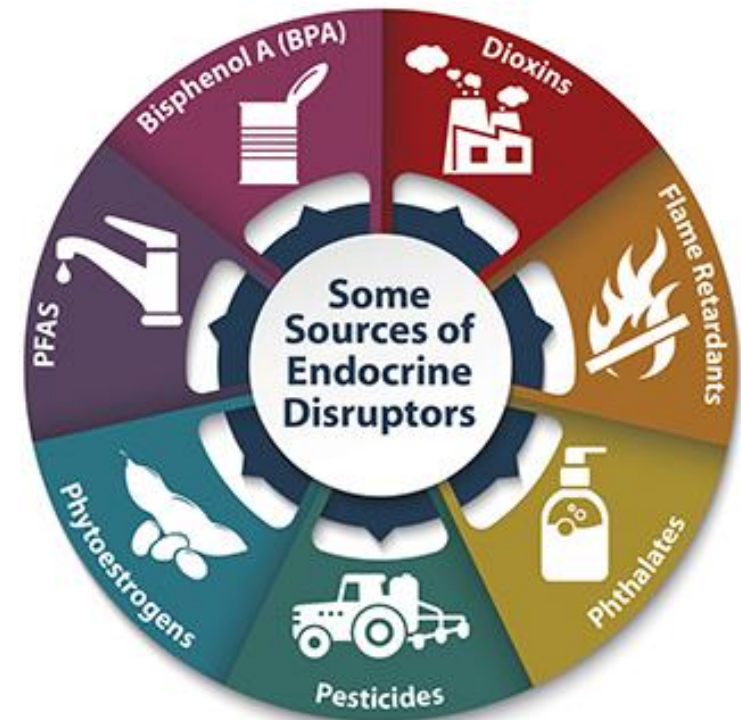 Some
Sources of
Endocrine
Disruptors
Bisphenol A (BPA)
Dioxins
Flame Retardants
Phthalates
Pesticides
Phytoestrogens
PFAS